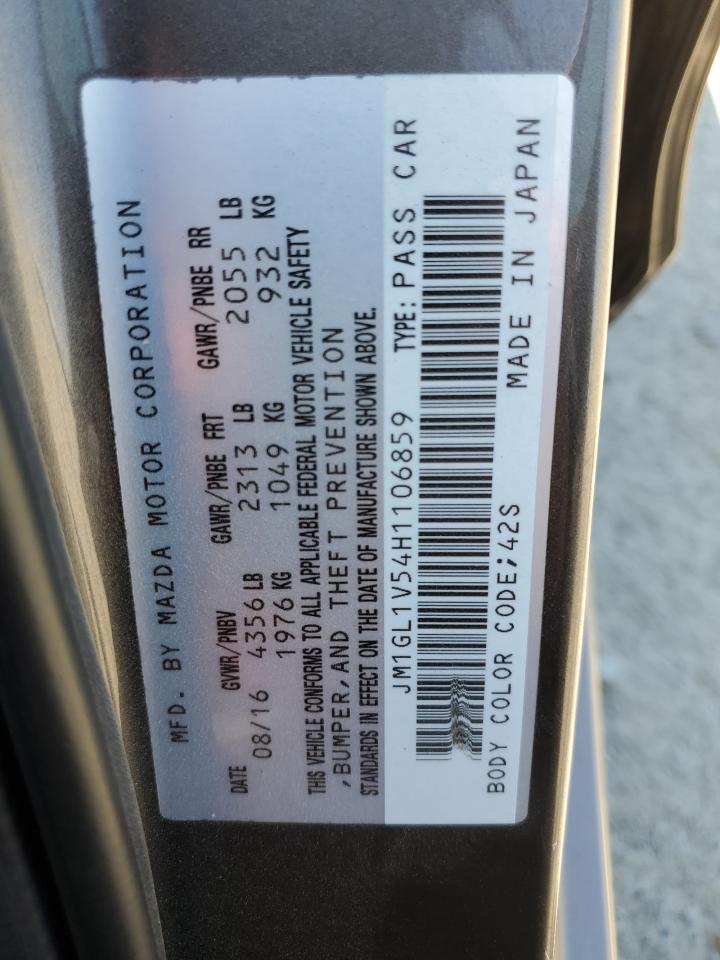 MFD. BY MAZDA MOTOR CORPORATION
DATE GVWR/PNBV GAWR/PNBE FRT GAWR/PNBE RR
08/16 4356 LB 2313 LB 2055 LB
1976 KG 1049 KG 932 KG
THIS VEHICLE CONFORMS TO ALL APPLICABLE FEDERAL MOTOR VEHICLE SAFETY
,BUMPER,AND THEFT PREVENTION
STANDARDS IN EFFECT ON THE DATE OF MANUFACTURE SHOWN ABOVE.
JM1GL1V54H1106859 TYPE: PASS CAR
BODY COLOR CODE;42S MADE IN JAPAN